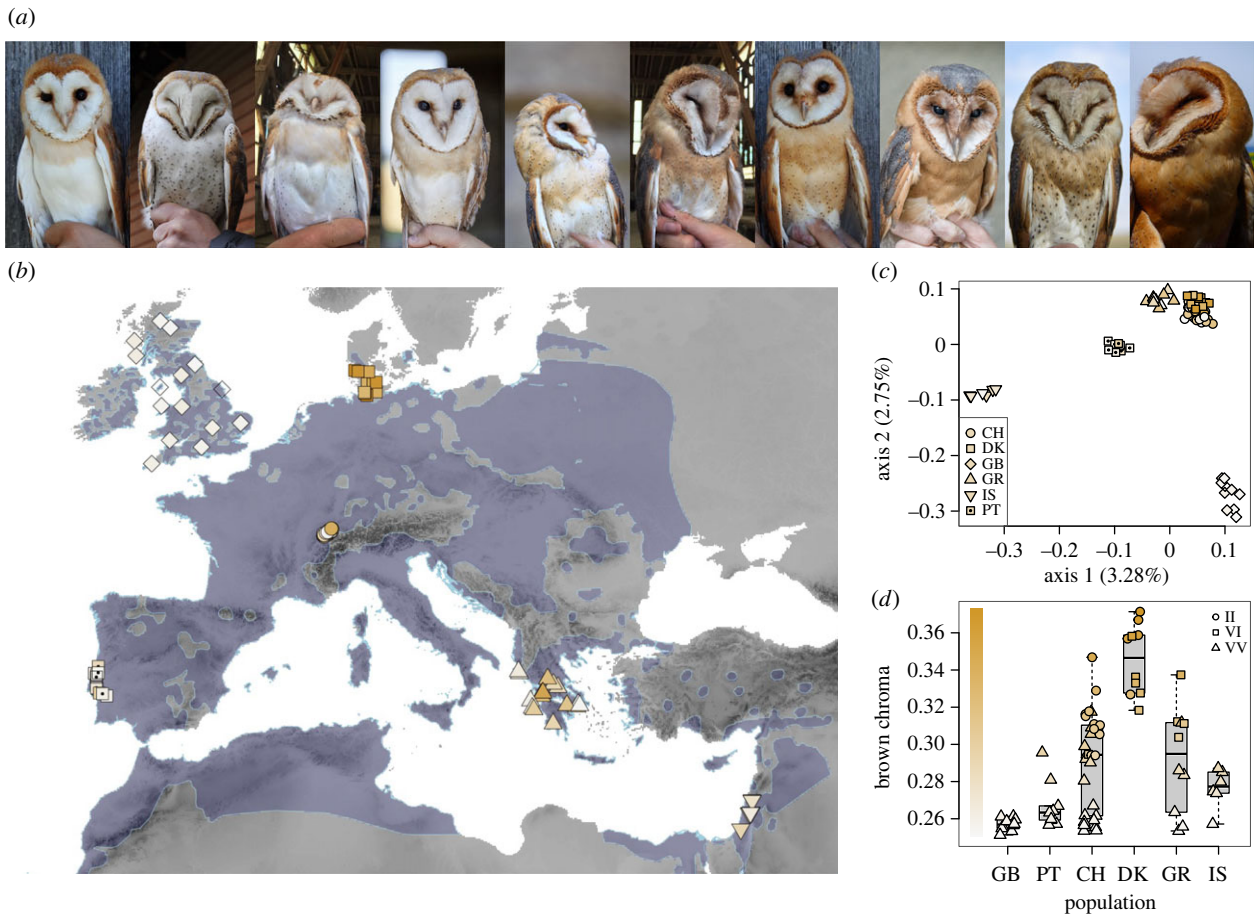 (a)
(b)
(c)
0.1
0
–0.1
–0.2
–0.3
axis 2 (2.75%)
CH
DK
GB
GR
IS
PT
–0.3
–0.2
–0.1
0
0.1
axis 1 (3.28%)
(d)
0.36
0.34
0.32
0.30
0.28
0.26
brown chroma
II
VI
VV
GB
PT
CH
DK
GR
IS
population